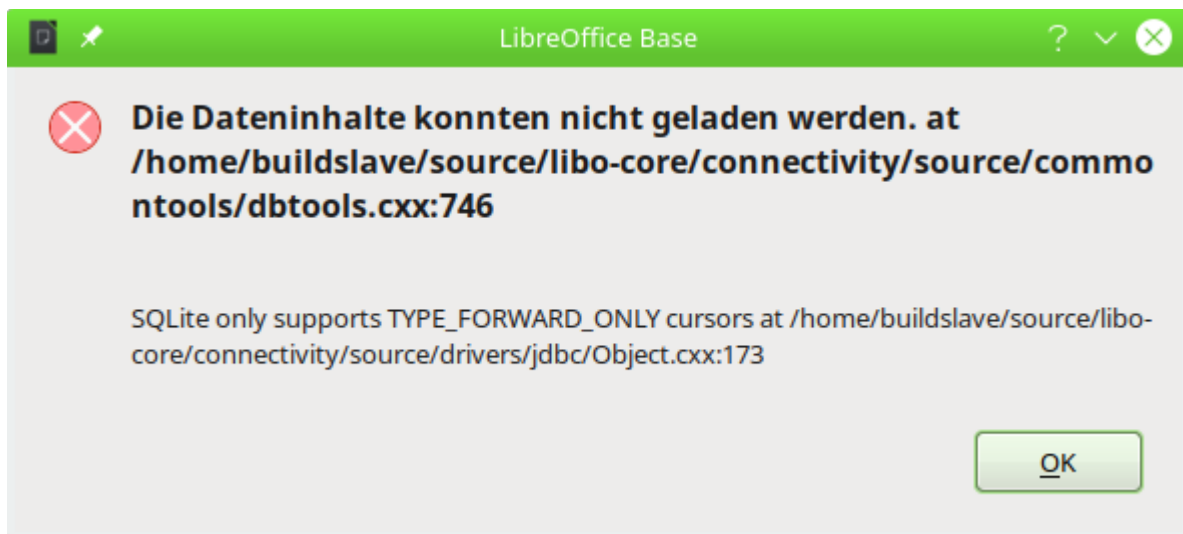 LibreOffice Base
Die Dateninhalte konnten nicht geladen werden. at
/home/buildslave/source/libo-core/connectivity/source/commo
ntools/dbtools.cxx:746
SQLite only supports TYPE_FORWARD_ONLY cursors at /home/buildslave/source/libo-
core/connectivity/source/drivers/jdbc/Object.cxx:173
OK